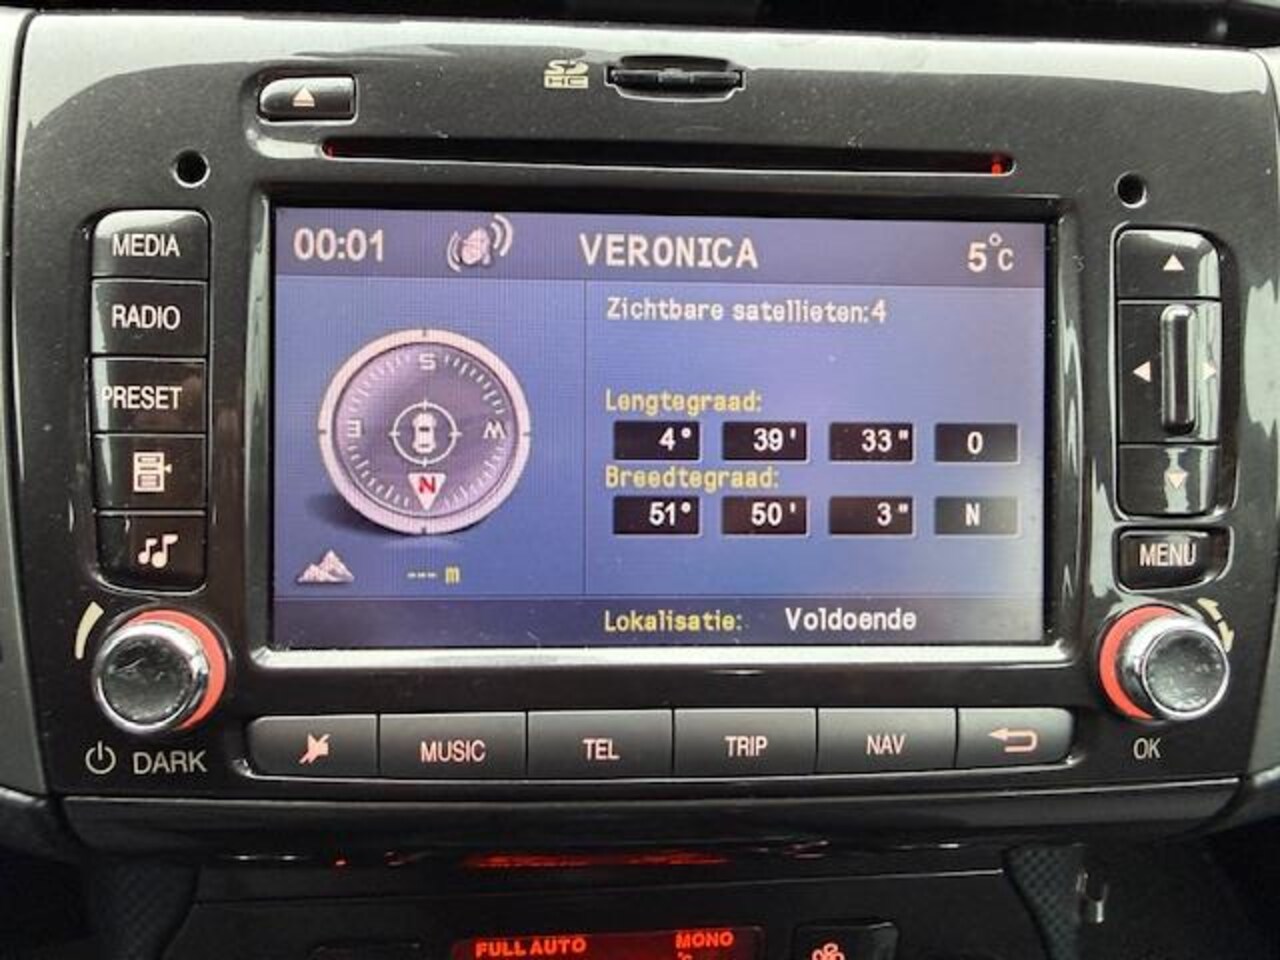 SD
HC
MEDIA
RADIO
PRESET
00:01 VERONICA 5°C
Zichtbare satellieten:4
Lengtegraad:
4° 39' 33" O
Breedtegraad:
51° 50' 3" N
S
E W
N
--- m
Lokalisatie: Voldoende
MENU
DARK
MUSIC TEL TRIP NAV
OK
FULL AUTO MONO
°C